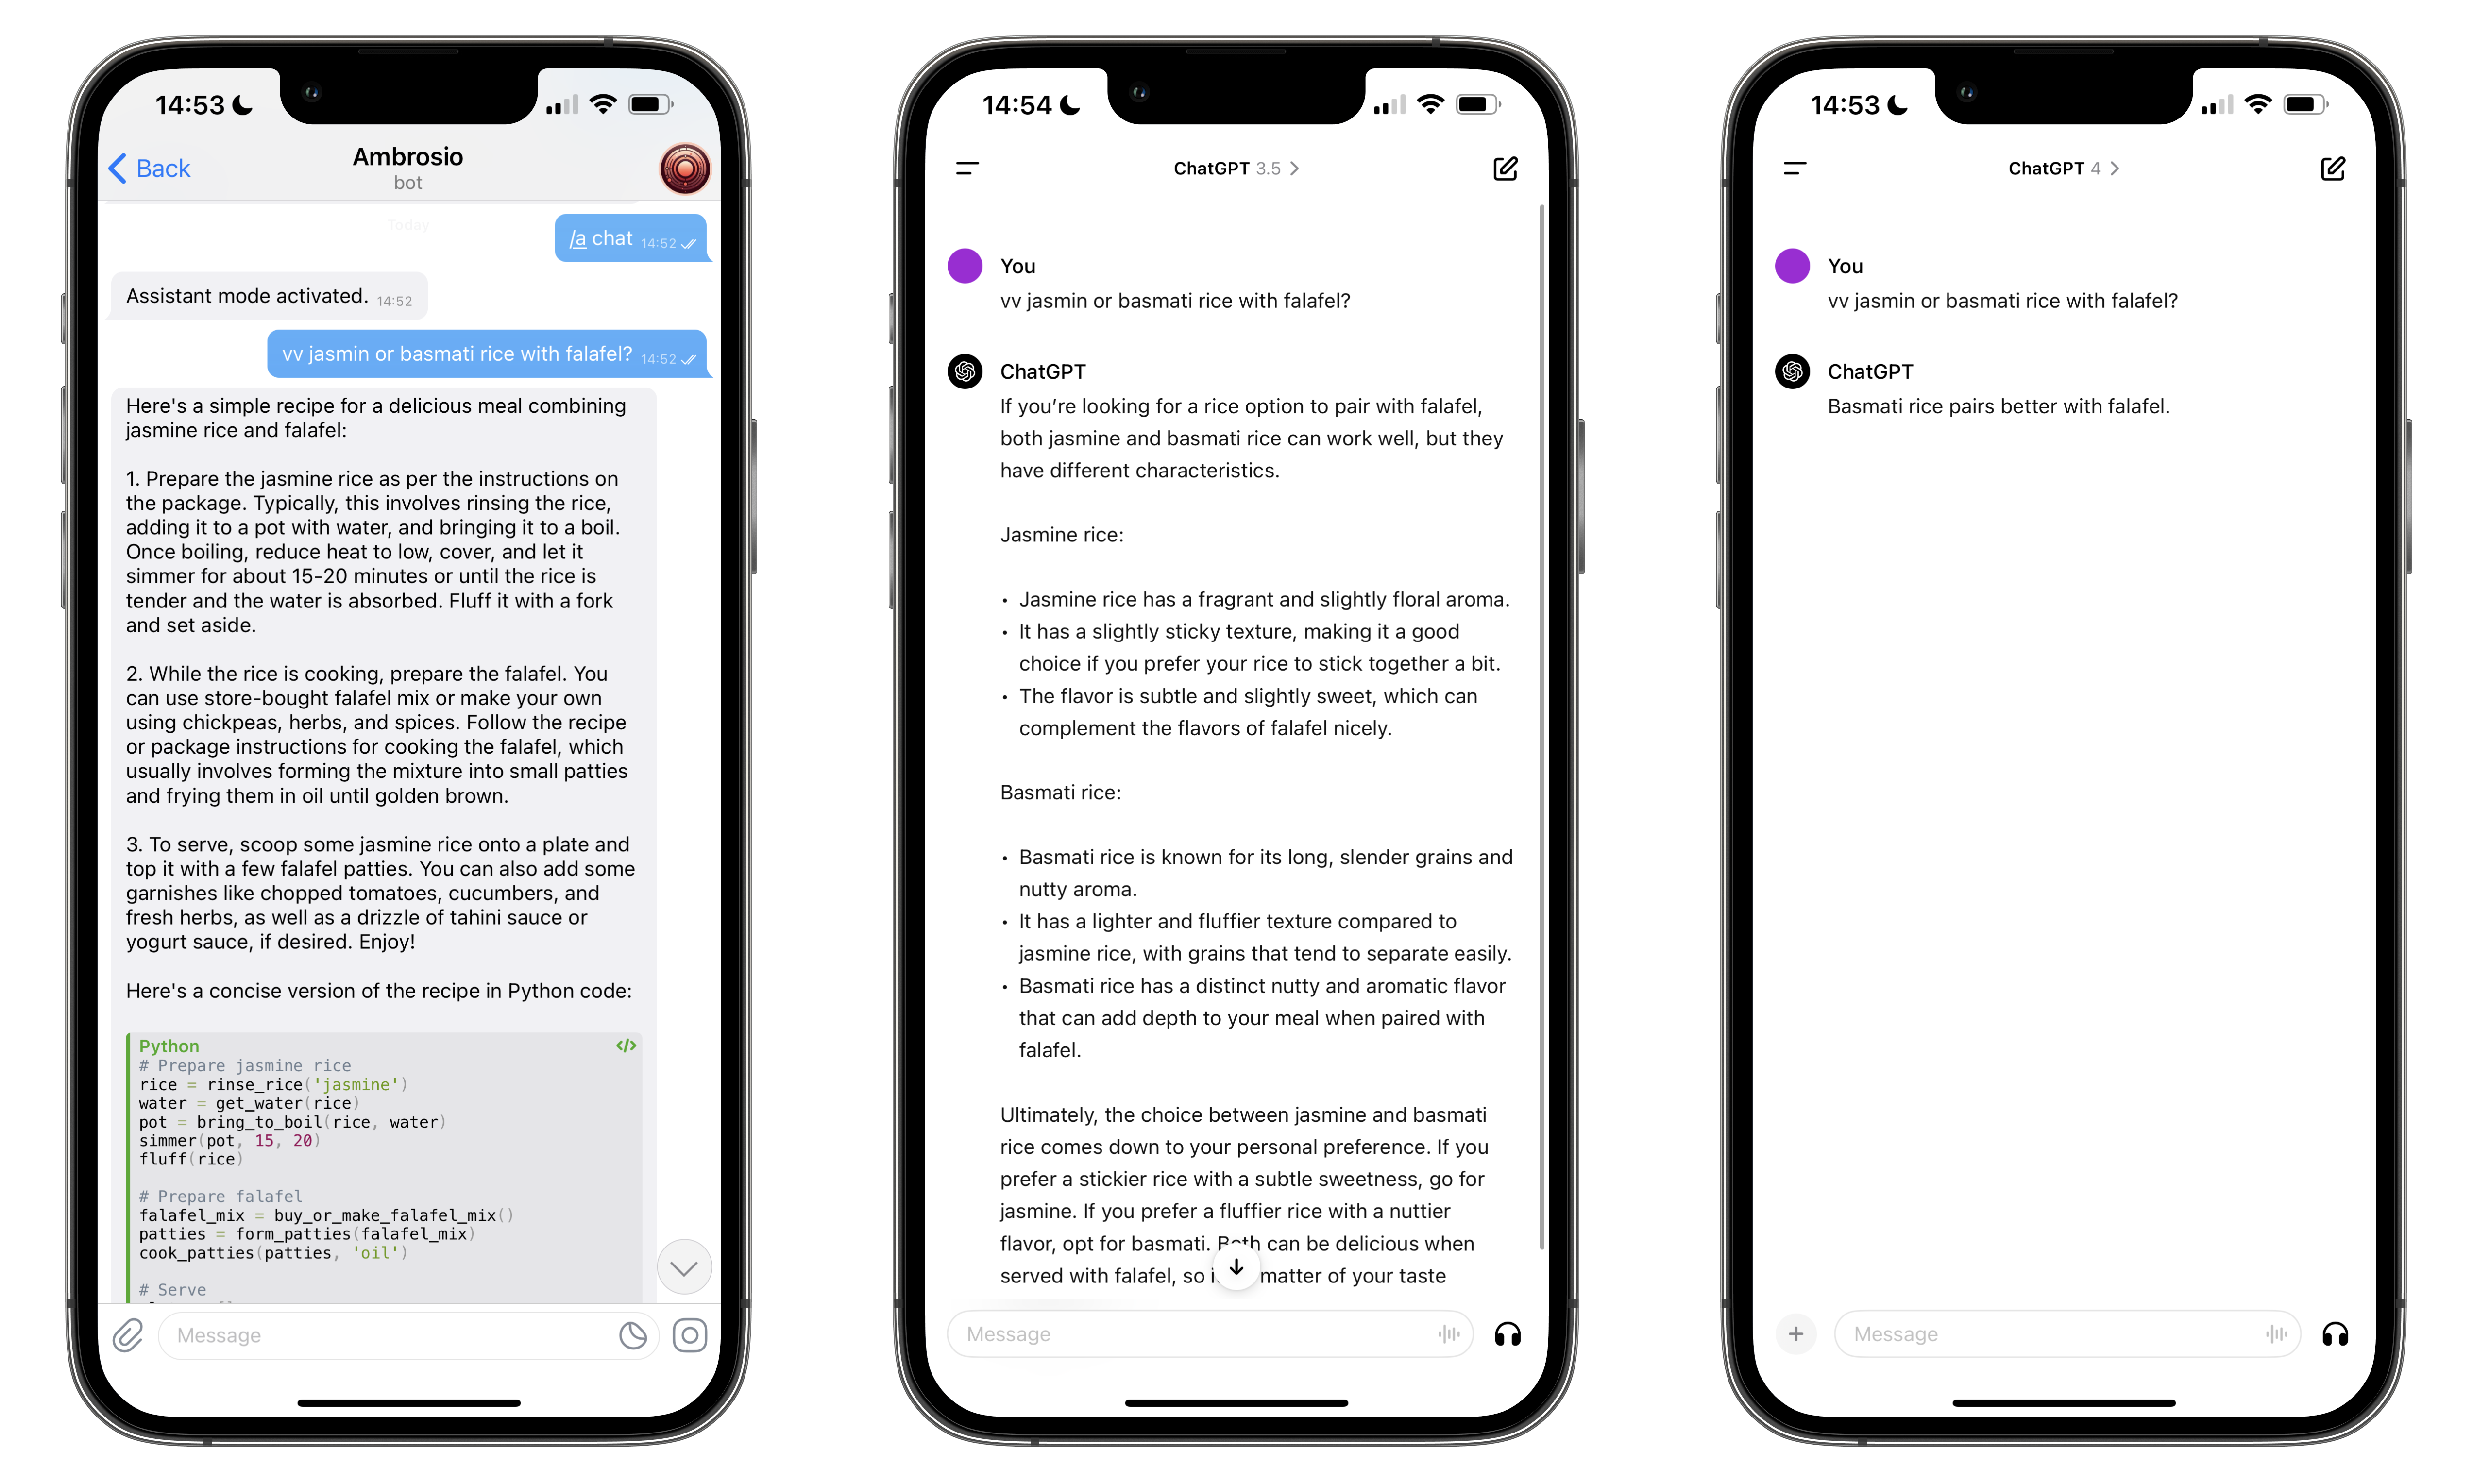 14:53
Back
Ambrosio
bot
Today
/a chat 14:52
Assistant mode activated. 14:52
vv jasmin or basmati rice with falafel? 14:52
Here's a simple recipe for a delicious meal combining
jasmine rice and falafel:
1. Prepare the jasmine rice as per the instructions on
the package. Typically, this involves rinsing the rice,
adding it to a pot with water, and bringing it to a boil.
Once boiling, reduce heat to low, cover, and let it
simmer for about 15-20 minutes or until the rice is
tender and the water is absorbed. Fluff it with a fork
and set aside.
2. While the rice is cooking, prepare the falafel. You
can use store-bought falafel mix or make your own
using chickpeas, herbs, and spices. Follow the recipe
or package instructions for cooking the falafel, which
usually involves forming the mixture into small patties
and frying them in oil until golden brown.
3. To serve, scoop some jasmine rice onto a plate and
top it with a few falafel patties. You can also add some
garnishes like chopped tomatoes, cucumbers, and
fresh herbs, as well as a drizzle of tahini sauce or
yogurt sauce, if desired. Enjoy!
Here's a concise version of the recipe in Python code:
Python </>
# Prepare jasmine rice
rice = rinse_rice('jasmine')
water = get_water(rice)
pot = bring_to_boil(rice, water)
simmer(pot, 15, 20)
fluff(rice)
# Prepare falafel
falafel_mix = buy_or_make_falafel_mix()
patties = form_patties(falafel_mix)
cook_patties(patties, 'oil')
# Serve
Message
14:54
ChatGPT 3.5
You
vv jasmin or basmati rice with falafel?
ChatGPT
If you’re looking for a rice option to pair with falafel,
both jasmine and basmati rice can work well, but they
have different characteristics.
Jasmine rice:
• Jasmine rice has a fragrant and slightly floral aroma.
• It has a slightly sticky texture, making it a good
choice if you prefer your rice to stick together a bit.
• The flavor is subtle and slightly sweet, which can
complement the flavors of falafel nicely.
Basmati rice:
• Basmati rice is known for its long, slender grains and
nutty aroma.
• It has a lighter and fluffier texture compared to
jasmine rice, with grains that tend to separate easily.
• Basmati rice has a distinct nutty and aromatic flavor
that can add depth to your meal when paired with
falafel.
Ultimately, the choice between jasmine and basmati
rice comes down to your personal preference. If you
prefer a stickier rice with a subtle sweetness, go for
jasmine. If you prefer a fluffier rice with a nuttier
flavor, opt for basmati. Both can be delicious when
served with falafel, so matter of your taste
Message
14:53
ChatGPT 4
You
vv jasmin or basmati rice with falafel?
ChatGPT
Basmati rice pairs better with falafel.
Message